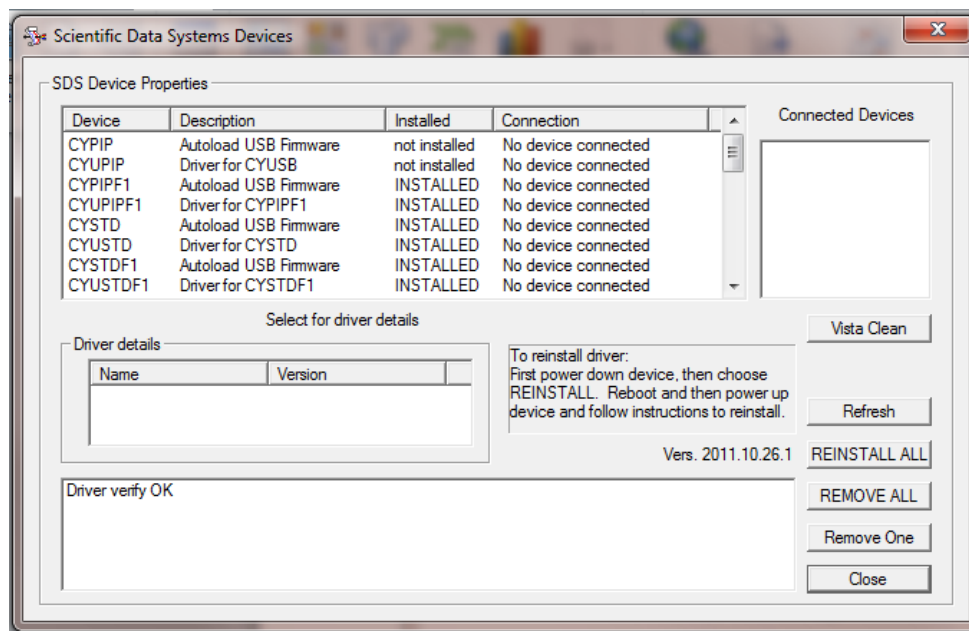 Scientific Data Systems Devices
SDS Device Properties
Device Description Installed Connection
CYPIP Autoload USB Firmware not installed No device connected
CYUPIP Driver for CYUSB not installed No device connected
CYPIPF1 Autoload USB Firmware INSTALLED No device connected
CYUPIPF1 Driver for CYPIPF1 INSTALLED No device connected
CYSTD Autoload USB Firmware INSTALLED No device connected
CYUSTD Driver for CYSTD INSTALLED No device connected
CYSTDF1 Autoload USB Firmware INSTALLED No device connected
CYUSTDF1 Driver for CYSTDF1 INSTALLED No device connected
Connected Devices
Select for driver details
Driver details
Name Version
To reinstall driver:
First power down device, then choose
REINSTALL. Reboot and then power up
device and follow instructions to reinstall.
Vers. 2011.10.26.1
Driver verify OK
Vista Clean
Refresh
REINSTALL ALL
REMOVE ALL
Remove One
Close